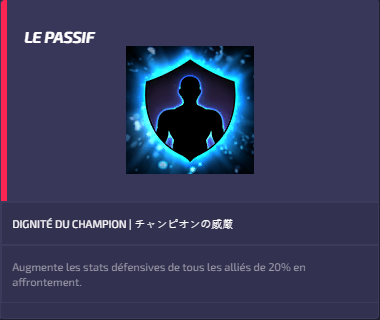 LE PASSIF
DIGNITÉ DU CHAMPION | チャンピオンの威厳
Augmente les stats défensives de tous les alliés de 20% en
affrontement.